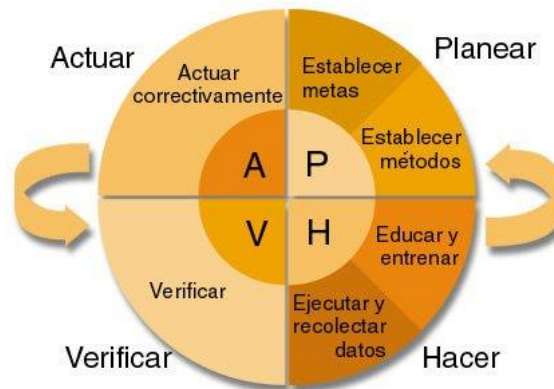 Actuar
Planear
Actuar
correctivamente
Establecer
metas
Establecer
métodos
A
P
V
H
Educar y
entrenar
Verificar
Ejecutar y
recolectar
datos
Verificar
Hacer